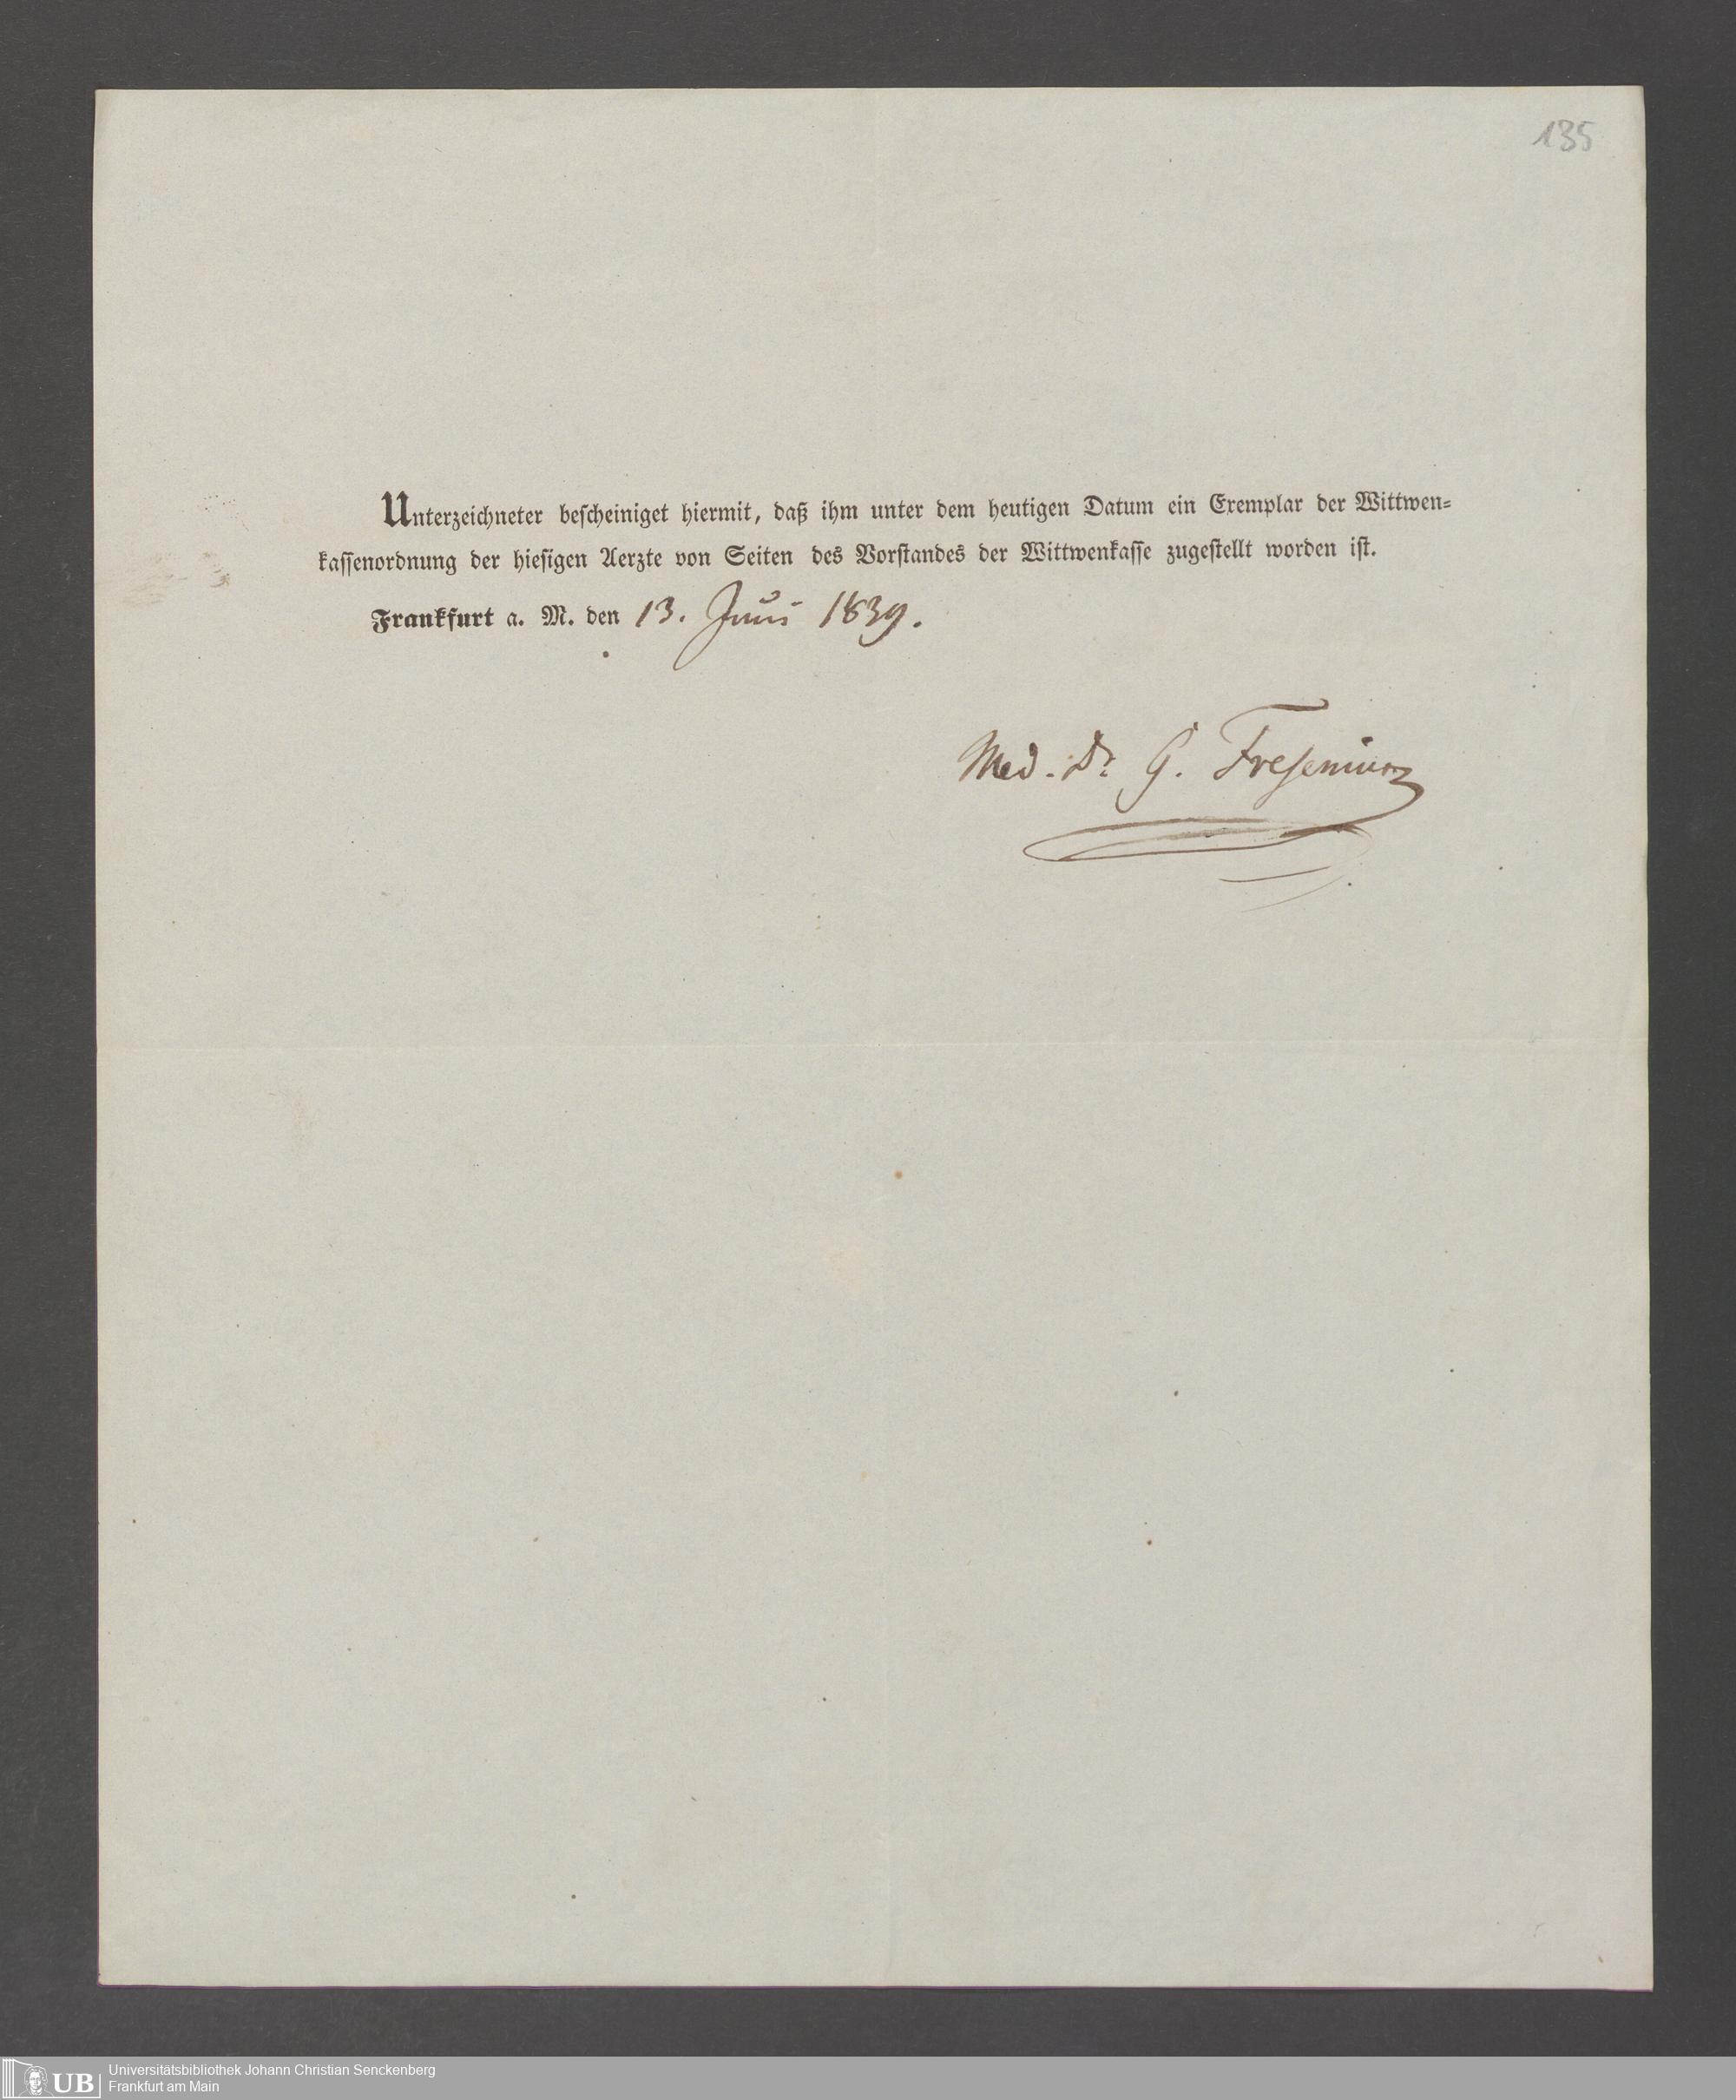 135
Unterzeichneter bescheiniget hiermit, daß ihm unter dem heutigen Datum ein Exemplar der Wittwen-
kassenordnung der hiesigen Aerzte von Seiten des Vorstandes der Wittwenkasse zugestellt worden ist.
Frankfurt a. M. den 13. Juni 1839.
Med. Dr. G. Fresenius
UB Universitätsbibliothek Johann Christian Senckenberg
Frankfurt am Main